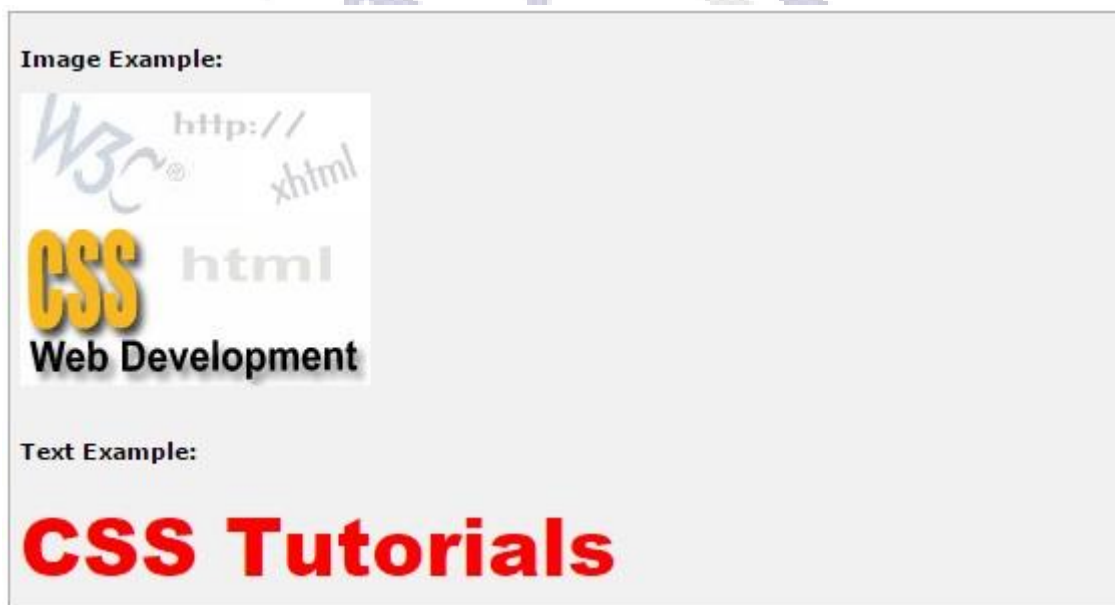 Image Example:
W3C® http://
xhtml
CSS html
Web Development
Text Example:
CSS Tutorials